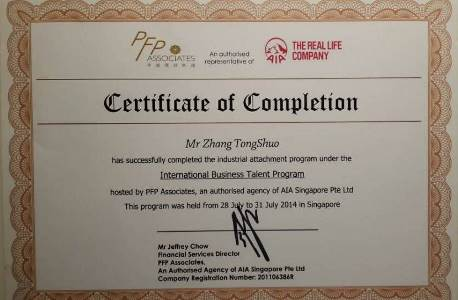 PFP
ASSOCIATES
An authorised
representative of
AIA
THE REAL LIFE
COMPANY
Certificate of Completion
Mr Zhang TongShuo
has successfully completed the industrial attachment program under the
International Business Talent Program
hosted by PFP Associates, an authorised agency of AIA Singapore Pte Ltd
This program was held from 28 July to 31 July 2014 in Singapore
Mr Jeffrey Chow
Financial Services Director
PFP Associates,
An Authorised Agency of AIA Singapore Pte Ltd
Company Registration Number: 201106386R